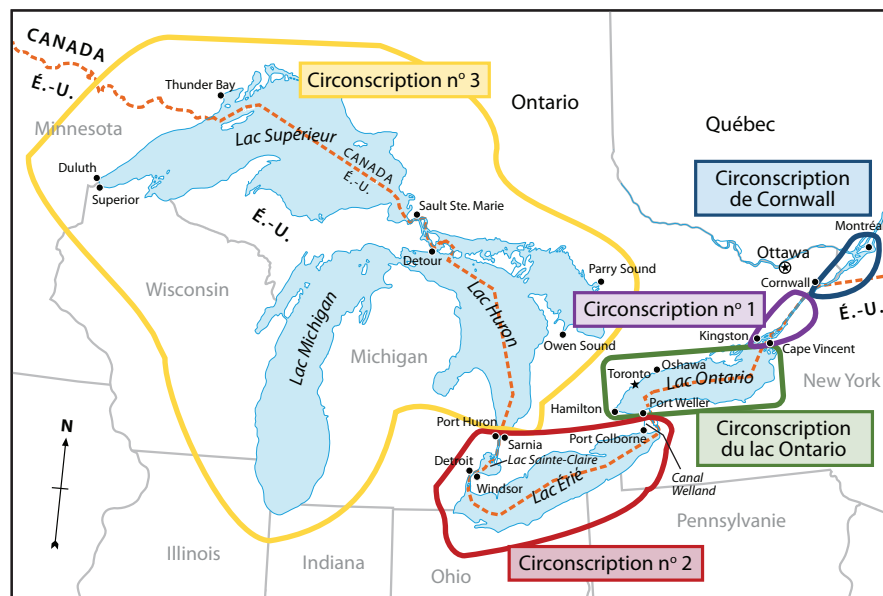 CANADA
É.-U.
Thunder Bay
Circonscription nº 3
Ontario
Minnesota
Lac Supérieur
Québec
CANADA
É.-U.
Duluth
Superior
Circonscription
de Cornwall
Sault Ste. Marie
É.-U.
Montréal
Ottawa
Detour
Cornwall
Parry Sound
Wisconsin
Lac Huron
Circonscription nº 1
É.-U.
Lac Michigan
Owen Sound
Kingston
Cape Vincent
Michigan
Oshawa
Toronto
Lac Ontario
New York
Hamilton
Port Weller
N
Port Huron
Sarnia
Port Colborne
Circonscription
du lac Ontario
Lac Sainte-Claire
Detroit
Windsor
Lac Érié
Canal
Welland
Pennsylvanie
Illinois
Indiana
Ohio
Circonscription nº 2